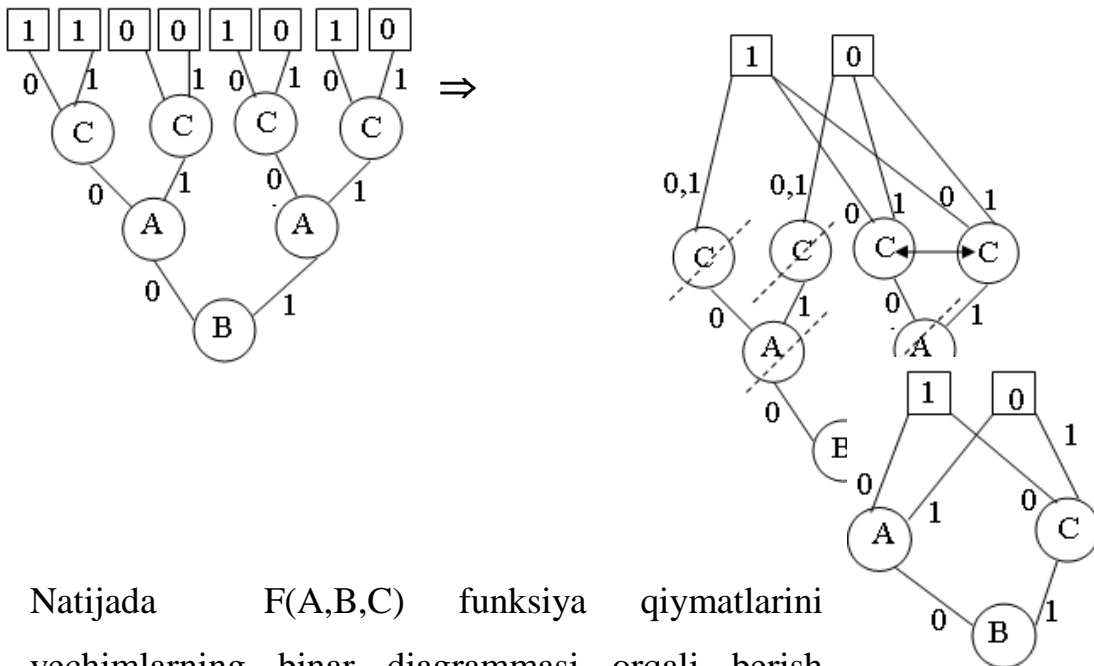 1 1 0 0 1 0 1 0
0 1 1 0 1 0 1
C C C C
0 1 0 1
A A
0 1
B
⇒
1 0
0,1 0,1 0 1 0 1
C C C C
0 1 0 1
A A
0
B
1 0
0 1 0 1
A C
0 1
B
Natijada F(A,B,C) funksiya qiymatlarini
yechimlarning binar diagrammasi orqali berish